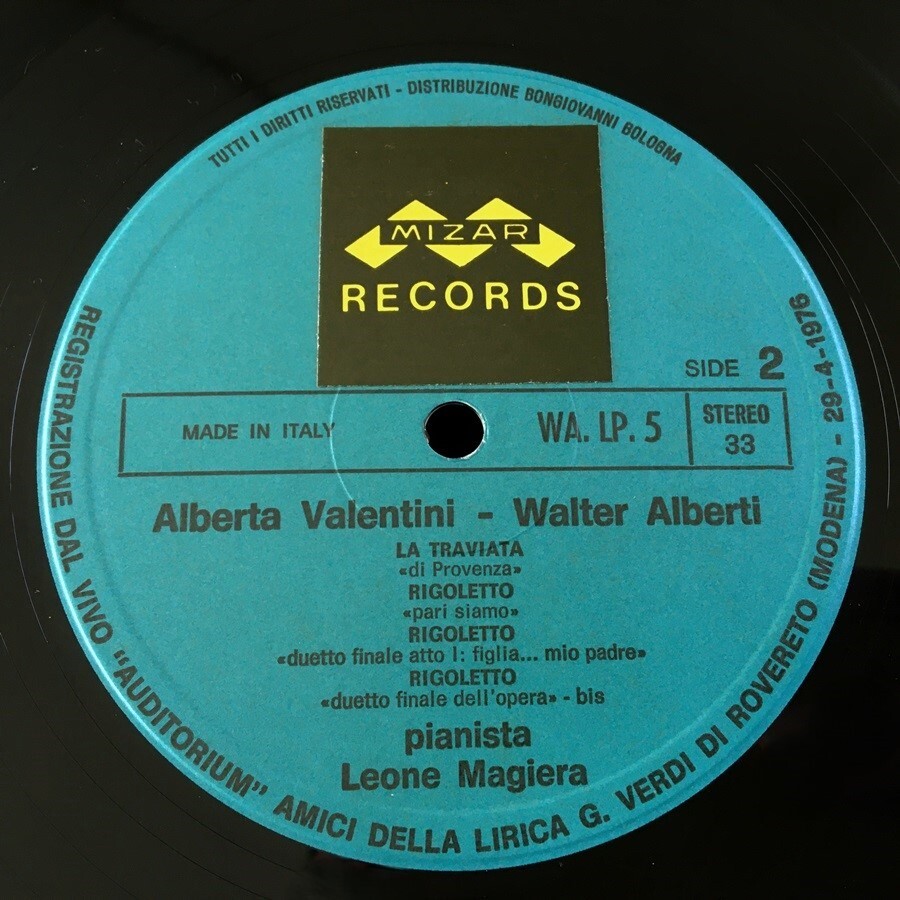 TUTTI I DIRITTI RISERVATI - DISTRIBUZIONE BONGIOVANNI BOLOGNA
MIZAR
RECORDS
SIDE 2
MADE IN ITALY
WA. LP. 5
STEREO
33
Alberta Valentini - Walter Alberti
LA TRAVIATA
«di Provenza»
RIGOLETTO
«pari siamo»
RIGOLETTO
«duetto finale atto I: figlia... mio padre»
RIGOLETTO
«duetto finale dell'opera» - bis
pianista
Leone Magiera
REGISTRAZIONE DAL VIVO "AUDITORIUM" AMICI DELLA LIRICA G. VERDI DI ROVERETO (MODENA) - 29-4-1976